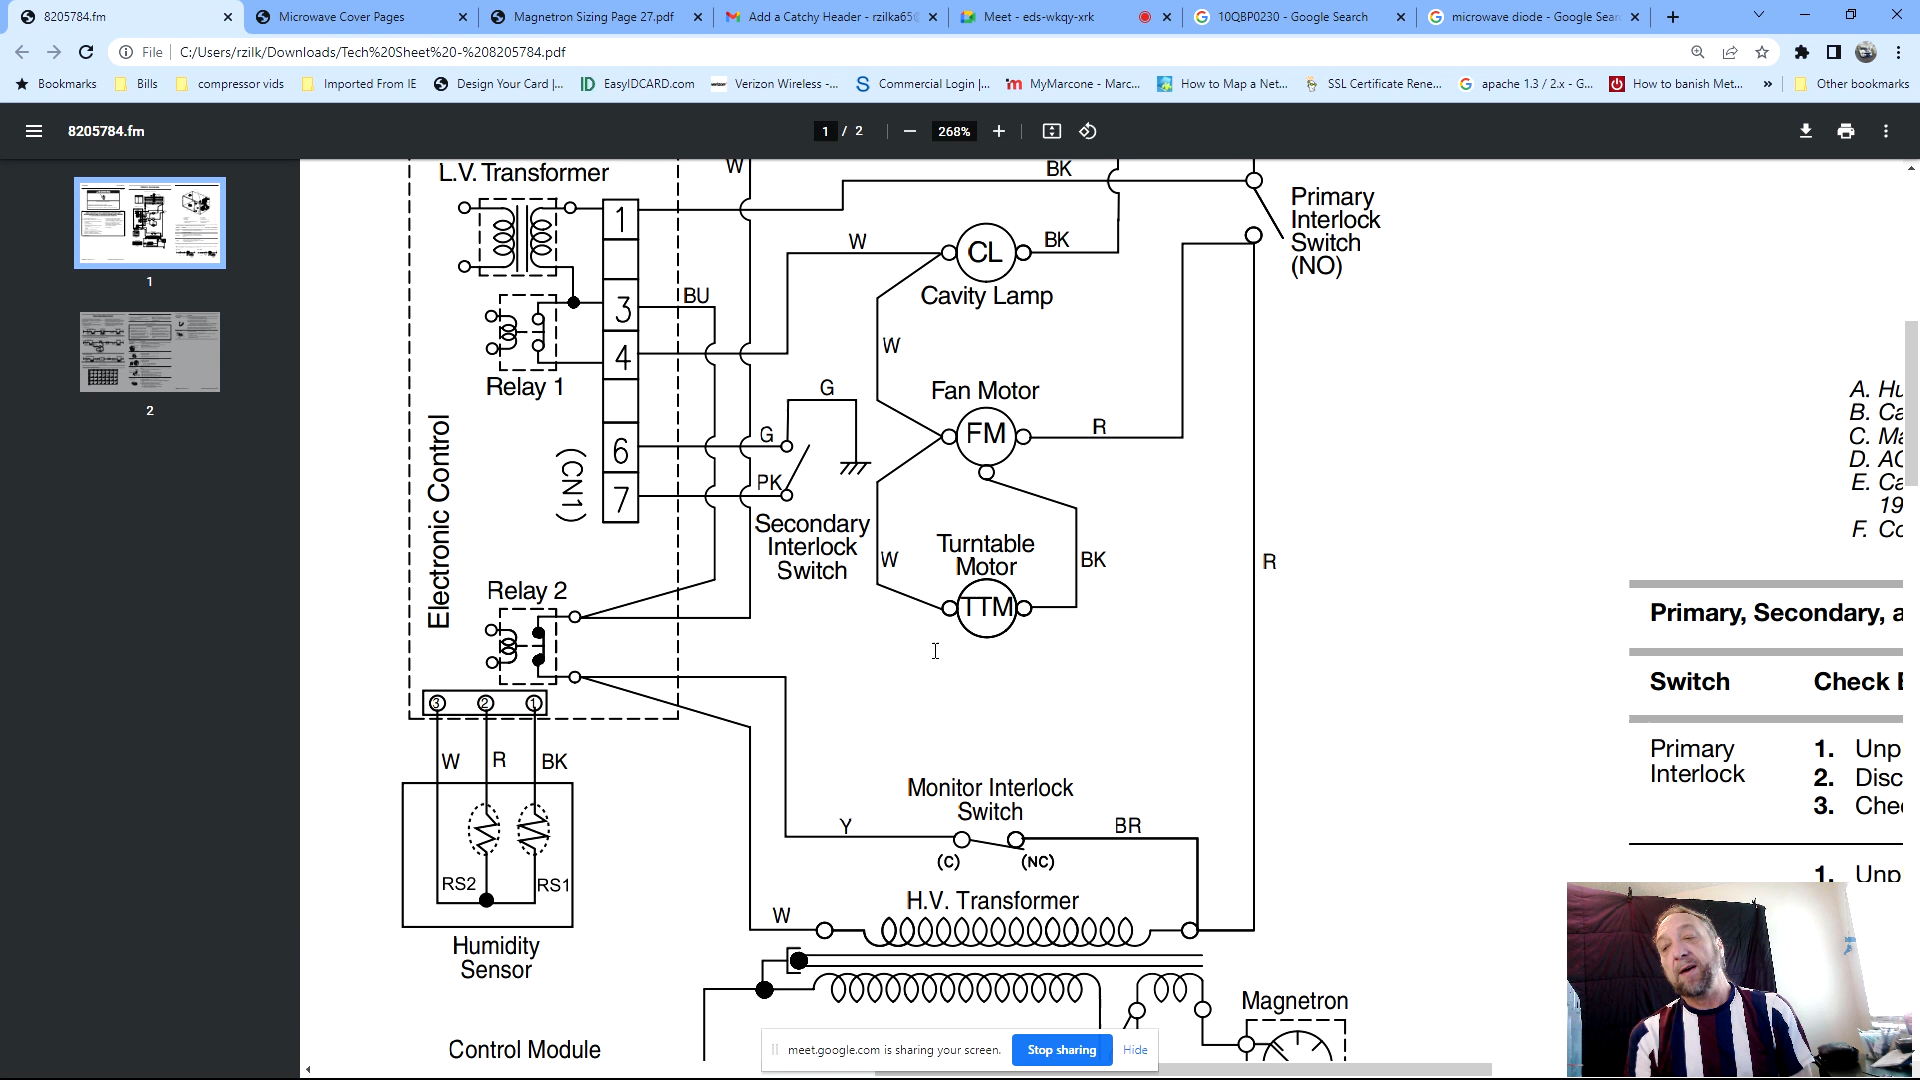 8205784.fm
Microwave Cover Pages
Magnetron Sizing Page 27.pdf
Add a Catchy Header - rzilka65
Meet - eds-wkqy-xrk
10QBP0230 - Google Search
microwave diode - Google Sear
File
C:/Users/rzilk/Downloads/Tech%20Sheet%20-%208205784.pdf
Bookmarks
Bills
compressor vids
Imported From IE
Design Your Card |...
EasyIDCARD.com
Verizon Wireless -...
Commercial Login |...
MyMarcone - Marc...
How to Map a Net...
SSL Certificate Rene...
apache 1.3 / 2.x - G...
How to banish Met...
»
Other bookmarks
8205784.fm
1 / 2
268%
1
2
L.V. Transformer
W
BK
1
3
4
6
7
Relay 1
(CN1)
Electronic Control
BU
W
CL
BK
Cavity Lamp
Primary
Interlock
Switch
(NO)
W
Fan Motor
FM
R
G
G
PK
Secondary
Interlock
Switch
W
Turntable
Motor
TTM
BK
R
Relay 2
3
2
1
W
R
BK
RS2
RS1
Humidity
Sensor
Monitor Interlock
Switch
Y
BR
(C)
(NC)
H.V. Transformer
W
Magnetron
Control Module
A. Hu
B. Ca
C. Ma
D. AC
E. Ca
19
F. Co
Primary, Secondary, a
Switch
Check
Primary
Interlock
1. Unp
2. Disc
3. Che
1. Unp
meet.google.com is sharing your screen.
Stop sharing
Hide